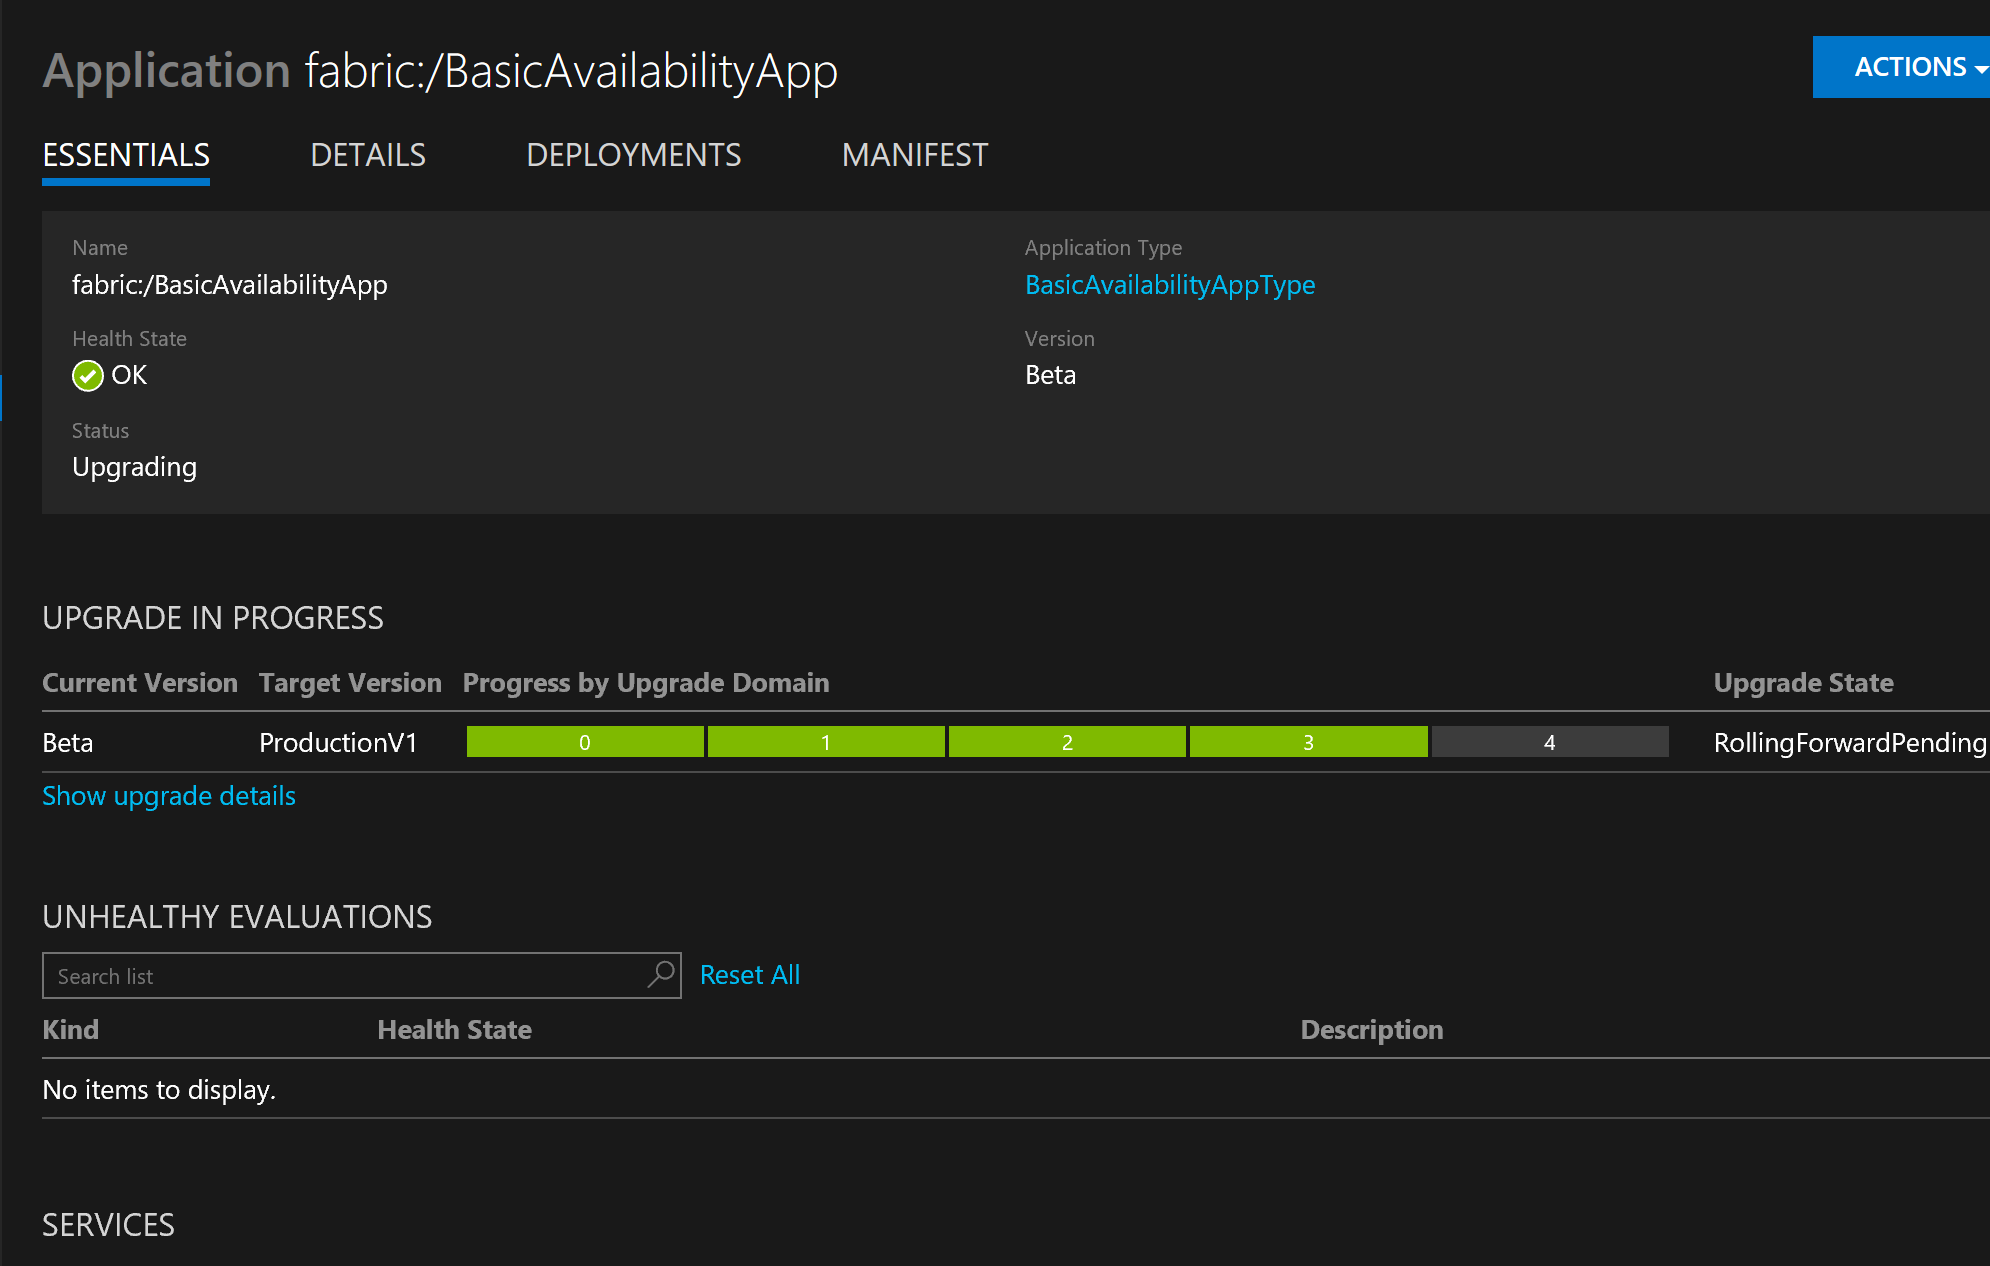 Application fabric:/BasicAvailabilityApp
ACTIONS
ESSENTIALS DETAILS DEPLOYMENTS MANIFEST
Name
fabric:/BasicAvailabilityApp
Application Type
BasicAvailabilityAppType
Health State
OK
Version
Beta
Status
Upgrading
UPGRADE IN PROGRESS
Current Version Target Version Progress by Upgrade Domain Upgrade State
Beta ProductionV1 0 1 2 3 4 RollingForwardPending
Show upgrade details
UNHEALTHY EVALUATIONS
Search list Reset All
Kind Health State Description
No items to display.
SERVICES